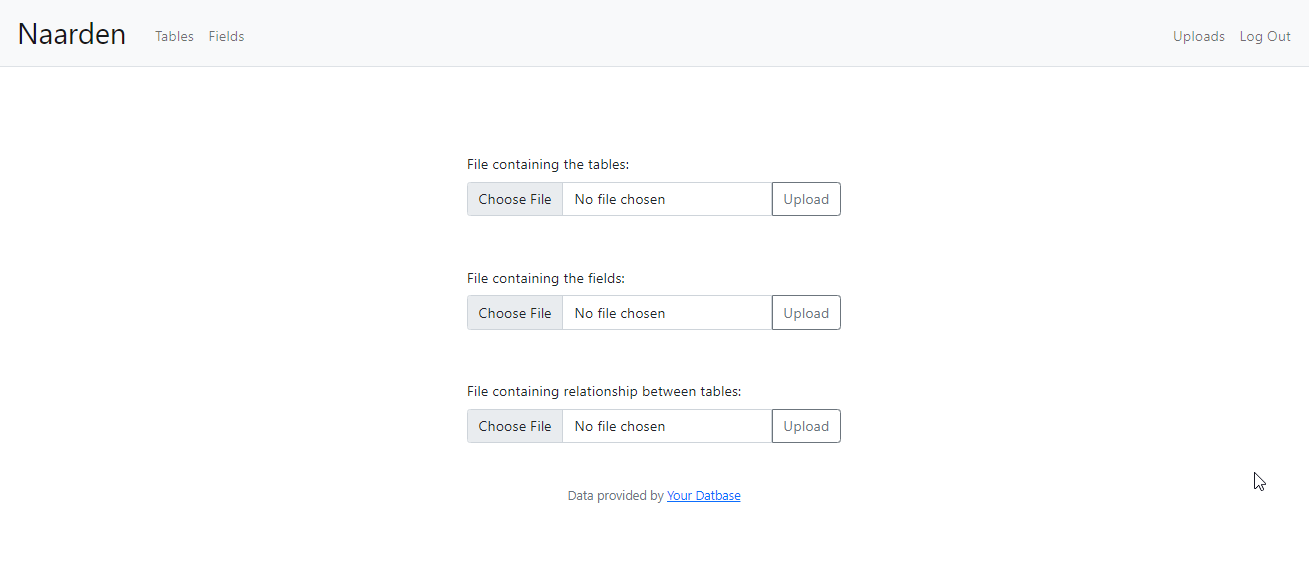 Naarden Tables Fields Uploads Log Out
File containing the tables:
Choose File No file chosen Upload
File containing the fields:
Choose File No file chosen Upload
File containing relationship between tables:
Choose File No file chosen Upload
Data provided by Your Datbase